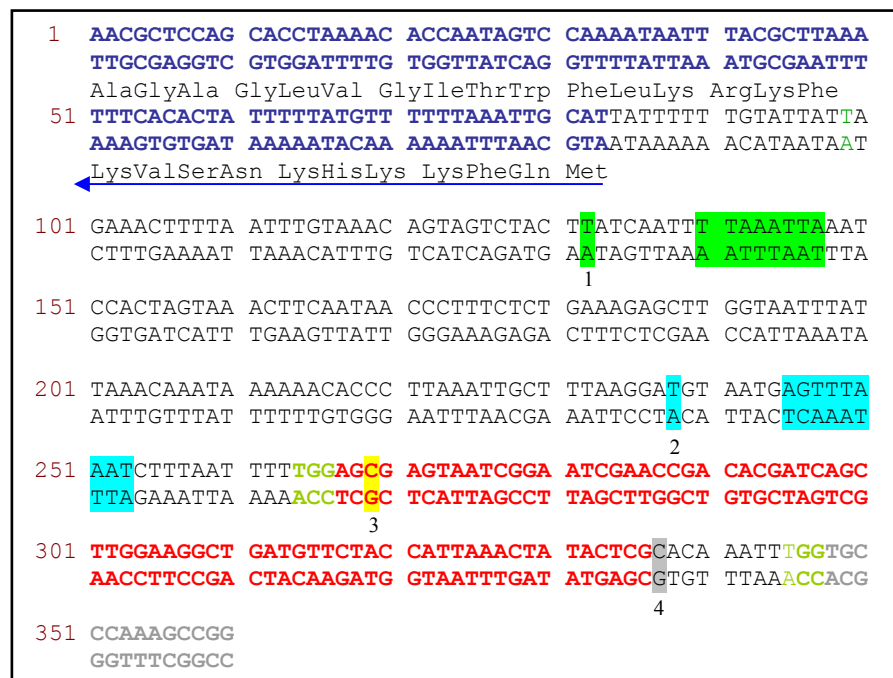 1 AACGCTCCAG CACCTAAAAC ACCAATAGTC CAAAATAATT TACGCTTAAA
TTGCGAGGTC GTGGATTTTG TGGTTATCAG GTTTTATTAA ATGCGAATTT
AlaGlyAla GlyLeuVal GlyIleThrTrp PheLeuLys ArgLysPhe
51 TTTCACACTA TTTTTATGTT TTTTAAATTG CATTATTTTT TGTATTATTA
AAAGTGTGAT AAAAATACAA AAAATTTAAC GTAATAAAAA ACATAATAAT
LysValSerAsn LysHisLys LysPheGln Met
101 GAAACTTTTA ATTTGTAAAC AGTAGTCTAC TTATCAATTT TAAATTAAAT
CTTTGAAAAT TAAACATTTG TCATCAGATG AATAGTTAAA ATTTAATTTA
1
151 CCACTAGTAA ACTTCAATAA CCCTTTCTCT GAAAGAGCTT GGTAATTTAT
GGTGATCATT TGAAGTTATT GGGAAAGAGA CTTTCTCGAA CCATTAAATA
201 TAAACAAATA AAAAACACCC TTAAATTGCT TTAAGGATGT AATGAGTTTA
ATTTGTTTAT TTTTTGTGGG AATTTAACGA AATTCCTACA TTACTCAAAT
2
251 AATCTTTAAT TTTTGGAGCG AGTAATCGGA ATCGAACCGA CACGATCAGC
TTAGAAATTA AAAACCTCGC TCATTAGCCT TAGCTTGGCT GTGCTAGTCG
3
301 TTGGAAGGCT GATGTTCTAC CATTAAACTA TACTCGCACA AATTTGGTGC
AACCTTCCGA CTACAAGATG GTAATTTGAT ATGAGCGTGT TTAAACCACG
4
351 CCAAAGCCGG
GGTTTCGGCC